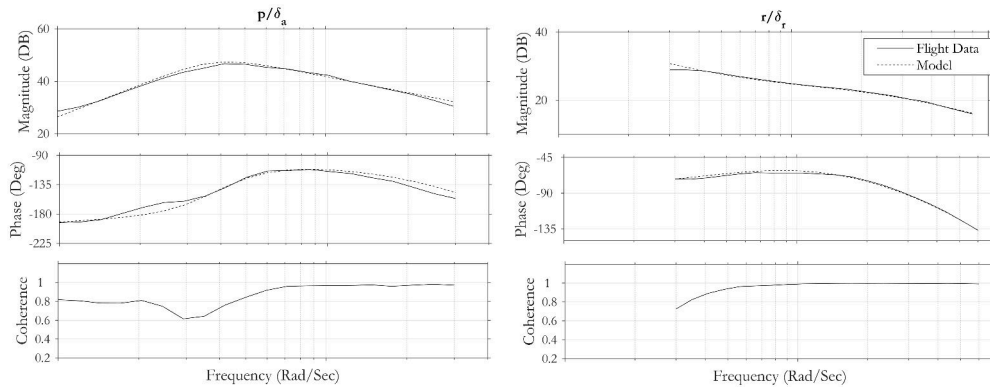 p/δa
60
40
20
Magnitude (DB)
-90
-135
-180
-225
Phase (Deg)
1
0.8
0.6
0.4
0.2
Coherence
Frequency (Rad/Sec)
r/δr
40
20
Magnitude (DB)
Flight Data
Model
-45
-90
-135
Phase (Deg)
1
0.8
0.6
0.4
0.2
Coherence
Frequency (Rad/Sec)